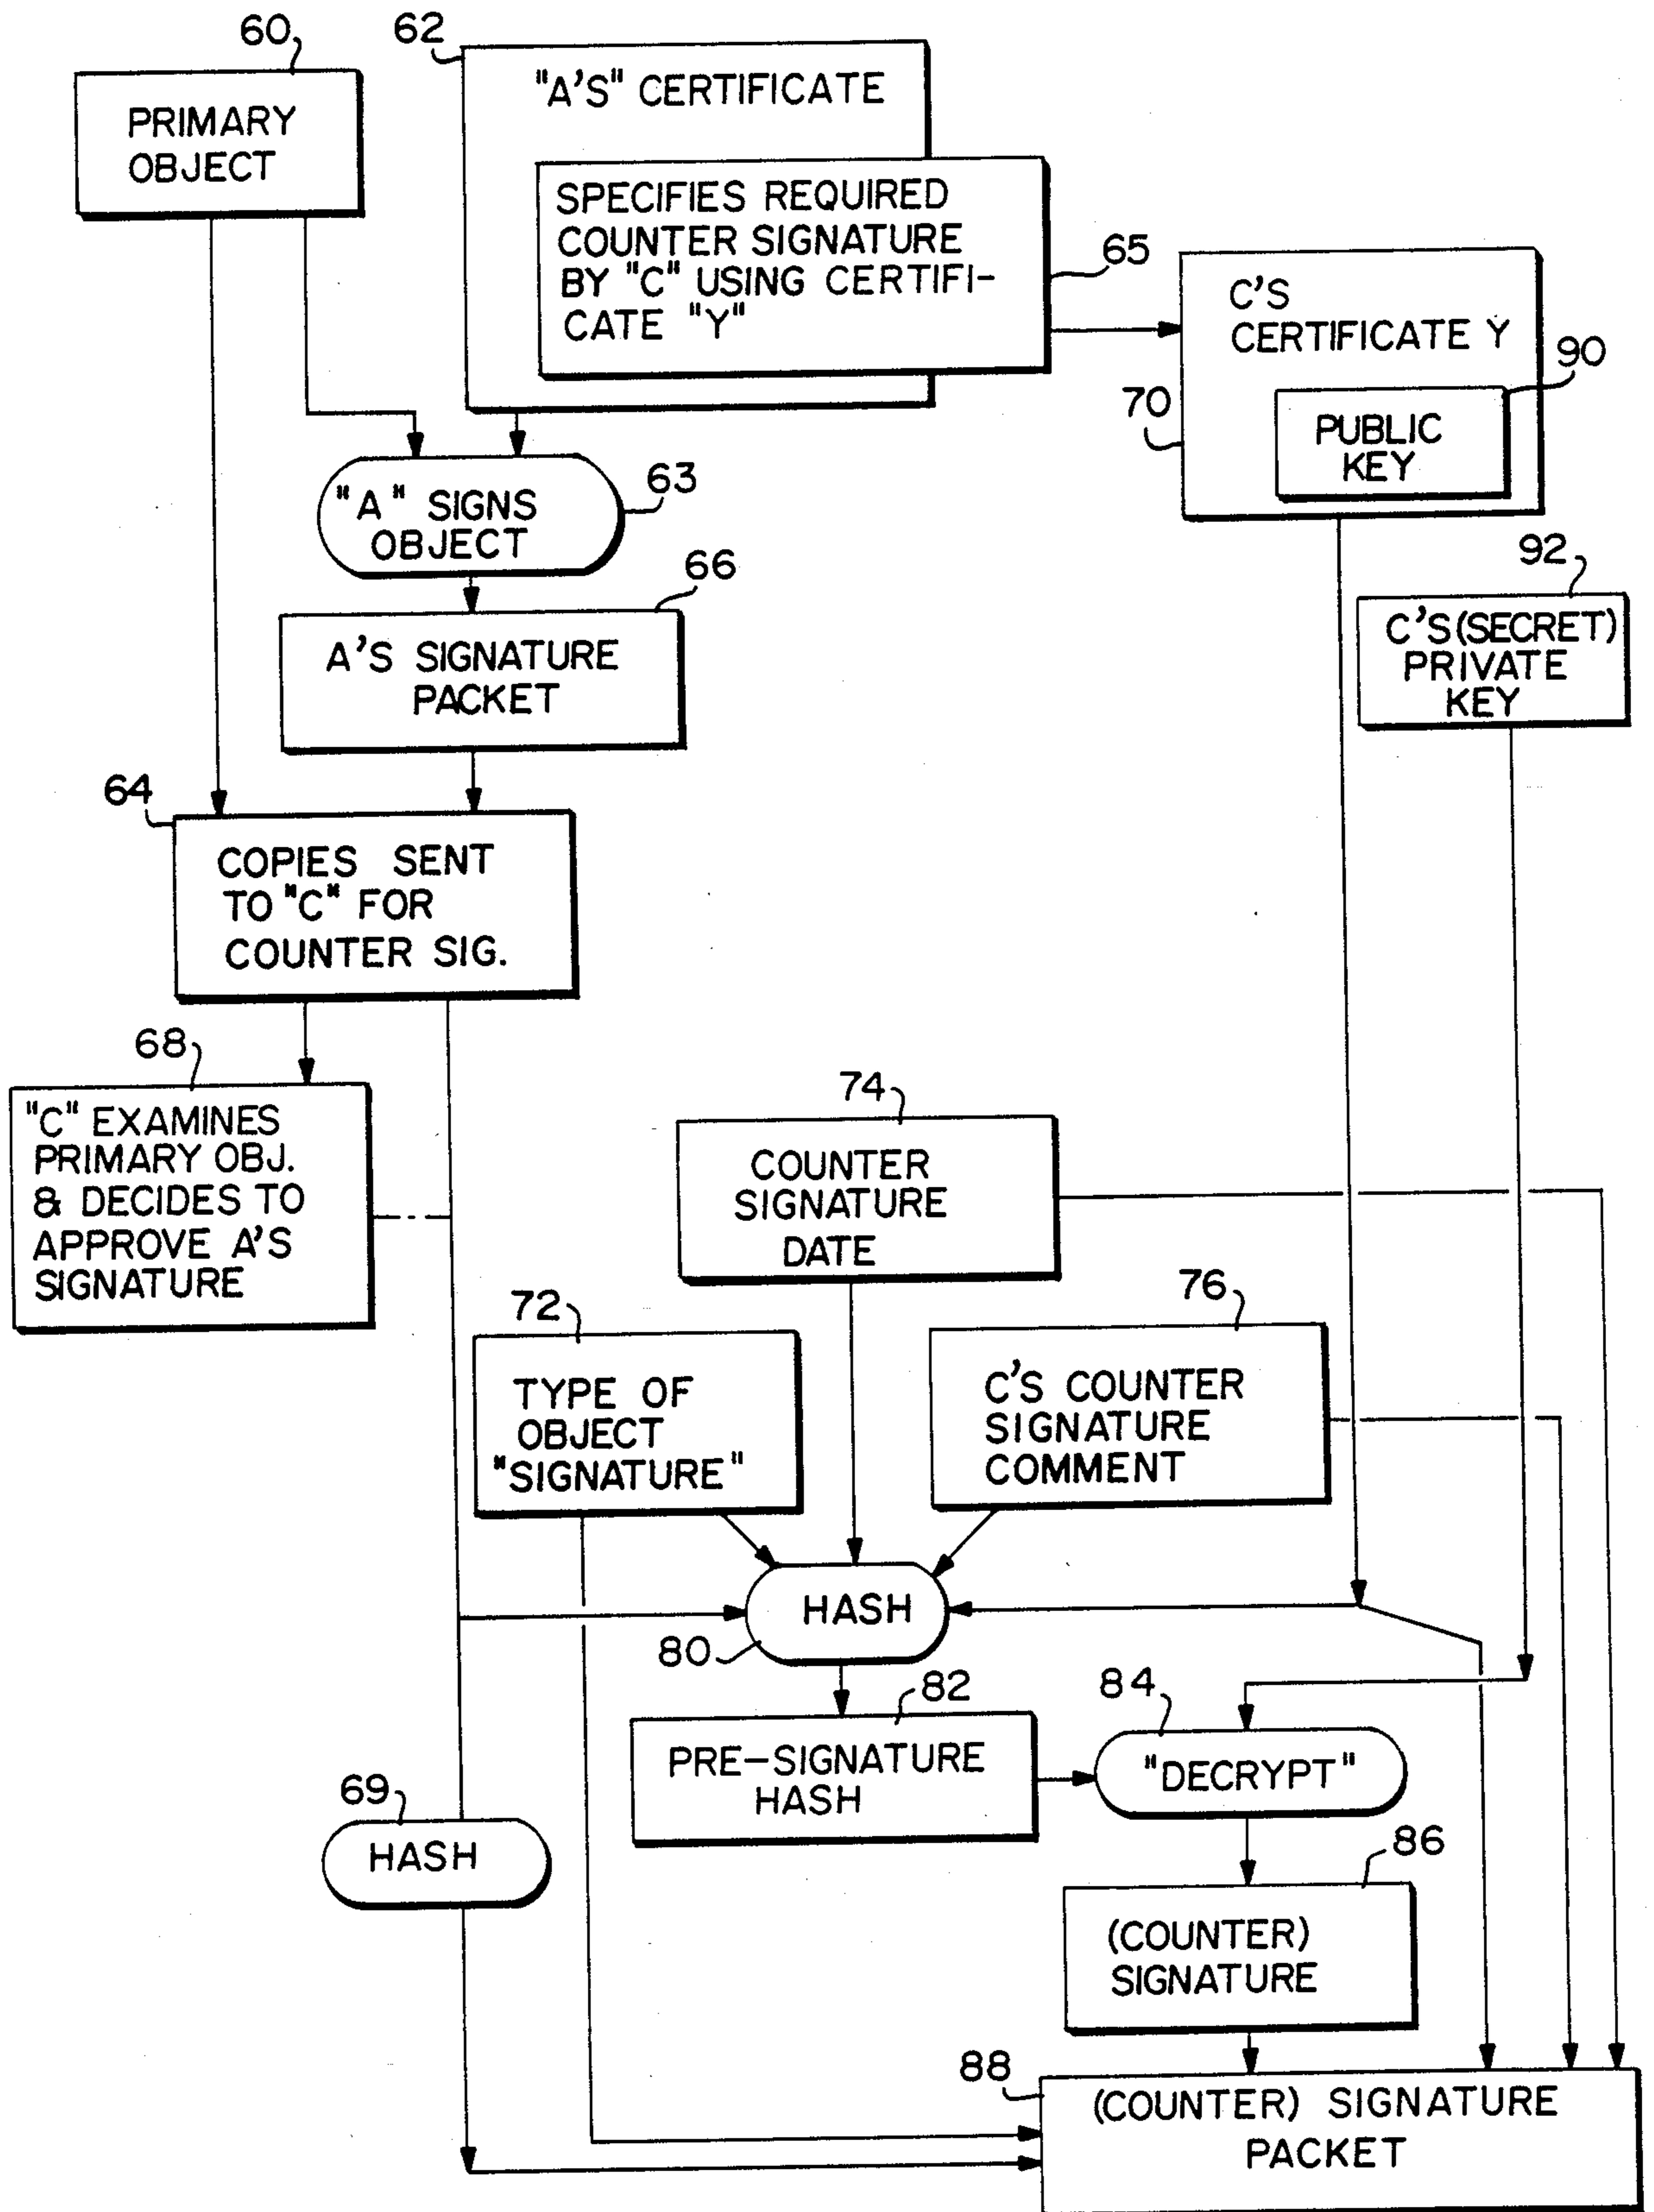 60
62
PRIMARY
OBJECT
"A'S" CERTIFICATE
SPECIFIES REQUIRED
COUNTER SIGNATURE
BY "C" USING CERTIFI-
CATE "Y"
65
C'S
CERTIFICATE Y
90
70
PUBLIC
KEY
"A" SIGNS
OBJECT
63
66
A'S SIGNATURE
PACKET
92
C'S (SECRET)
PRIVATE
KEY
64
COPIES SENT
TO "C" FOR
COUNTER SIG.
68
"C" EXAMINES
PRIMARY OBJ.
& DECIDES TO
APPROVE A'S
SIGNATURE
74
COUNTER
SIGNATURE
DATE
72
TYPE OF
OBJECT
"SIGNATURE"
76
C'S COUNTER
SIGNATURE
COMMENT
HASH
80
82
PRE-SIGNATURE
HASH
84
"DECRYPT"
69
HASH
86
(COUNTER)
SIGNATURE
88
(COUNTER) SIGNATURE
PACKET